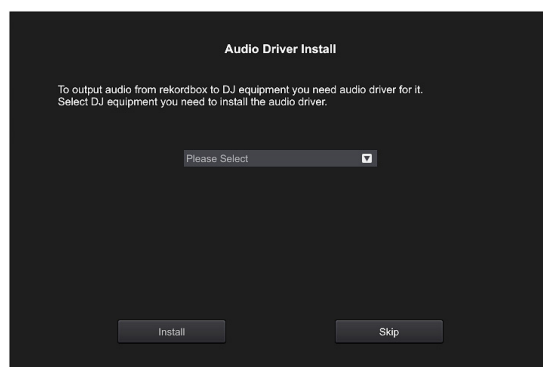 Audio Driver Install
To output audio from rekordbox to DJ equipment you need audio driver for it.
Select DJ equipment you need to install the audio driver.
Please Select
Install
Skip